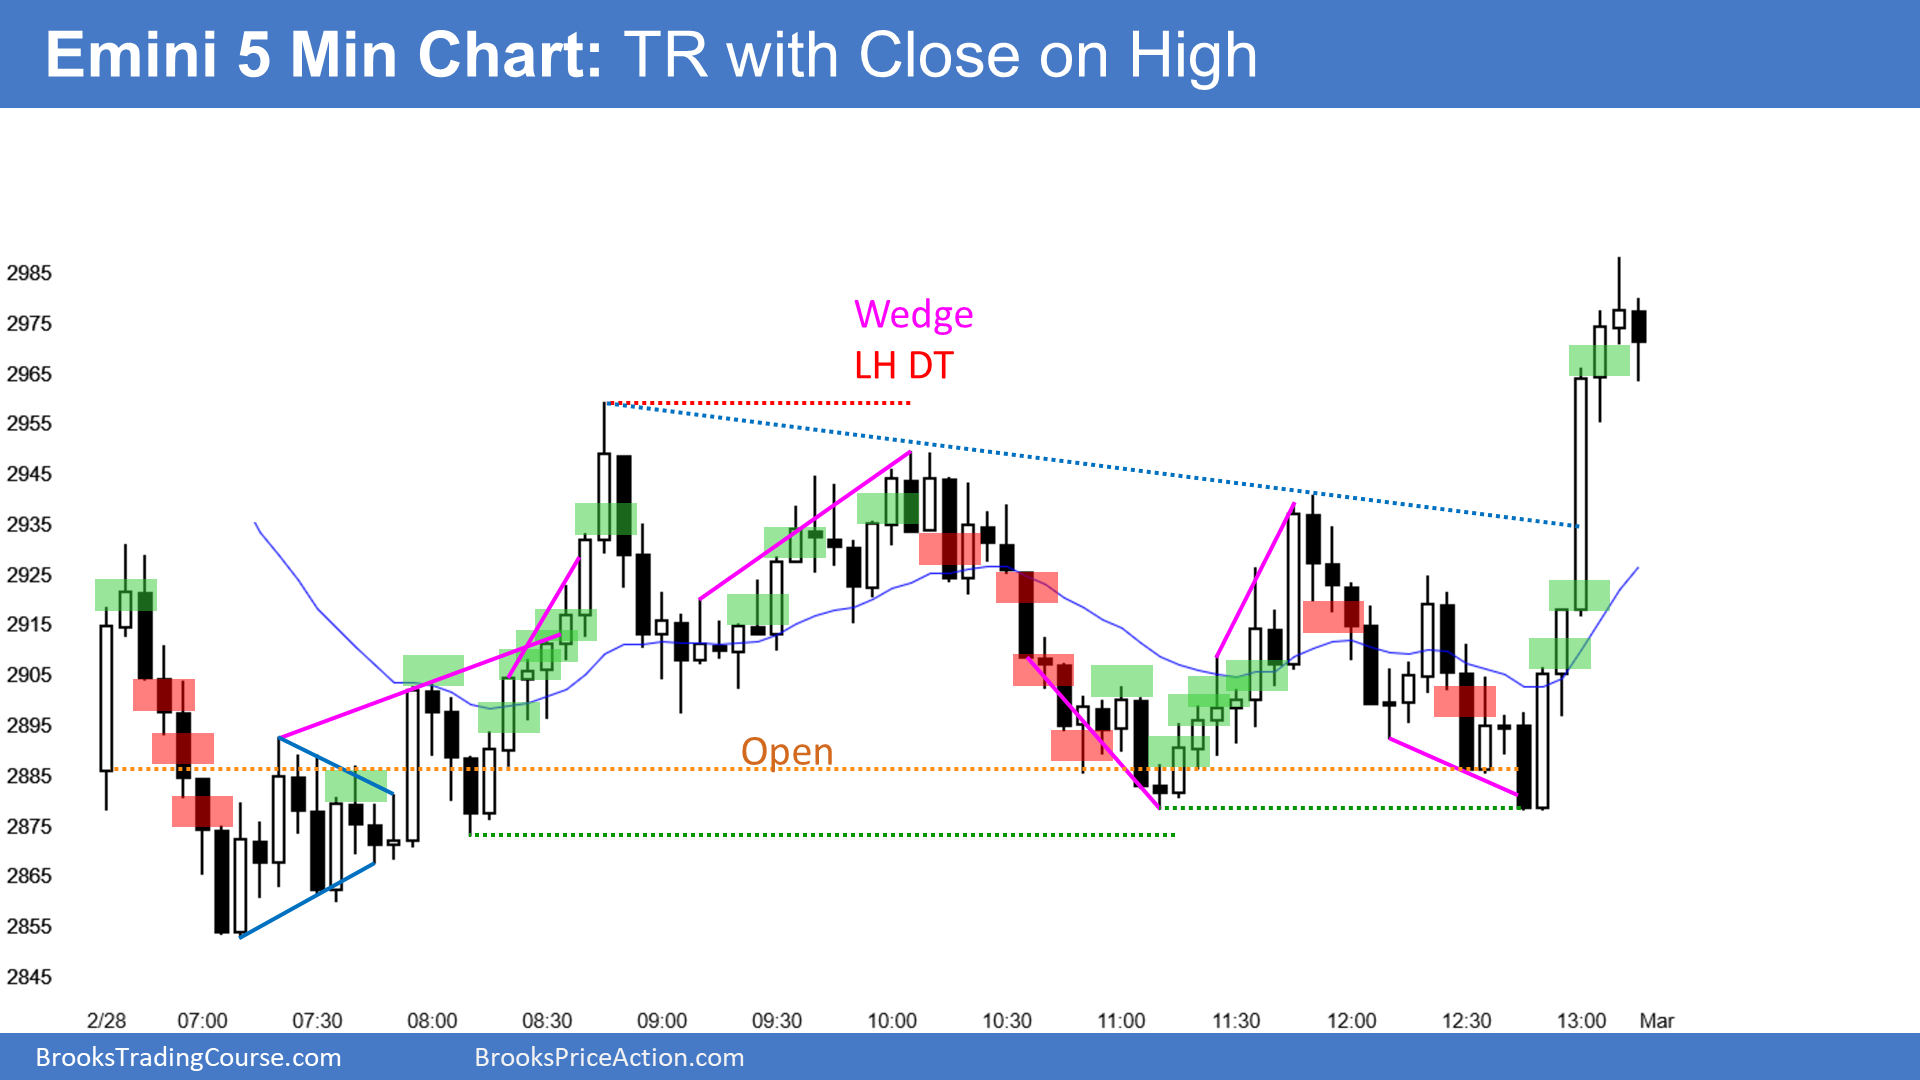 Emini 5 Min Chart: TR with Close on High
Wedge
LH DT
Open
2985
2975
2965
2955
2945
2935
2925
2915
2905
2895
2885
2875
2865
2855
2845
2/28 07:00 07:30 08:00 08:30 09:00 09:30 10:00 10:30 11:00 11:30 12:00 12:30 13:00 Mar
BrooksTradingCourse.com BrooksPriceAction.com